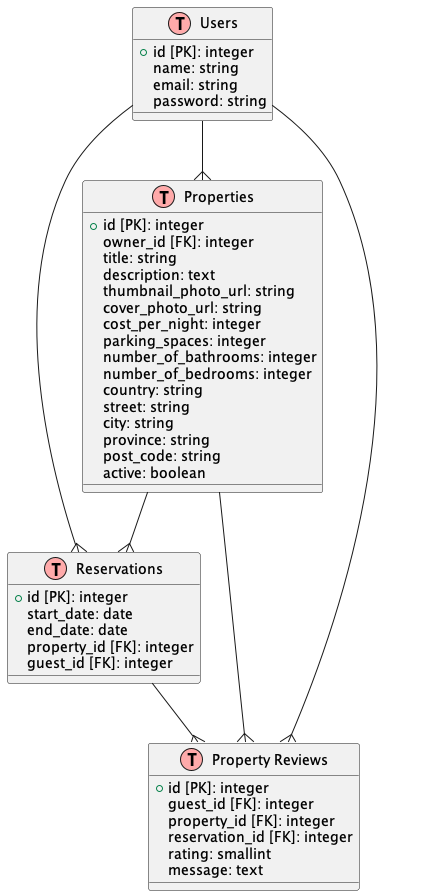 T Users
id [PK]: integer
name: string
email: string
password: string
T Properties
id [PK]: integer
owner_id [FK]: integer
title: string
description: text
thumbnail_photo_url: string
cover_photo_url: string
cost_per_night: integer
parking_spaces: integer
number_of_bathrooms: integer
number_of_bedrooms: integer
country: string
street: string
city: string
province: string
post_code: string
active: boolean
T Reservations
id [PK]: integer
start_date: date
end_date: date
property_id [FK]: integer
guest_id [FK]: integer
T Property Reviews
id [PK]: integer
guest_id [FK]: integer
property_id [FK]: integer
reservation_id [FK]: integer
rating: smallint
message: text